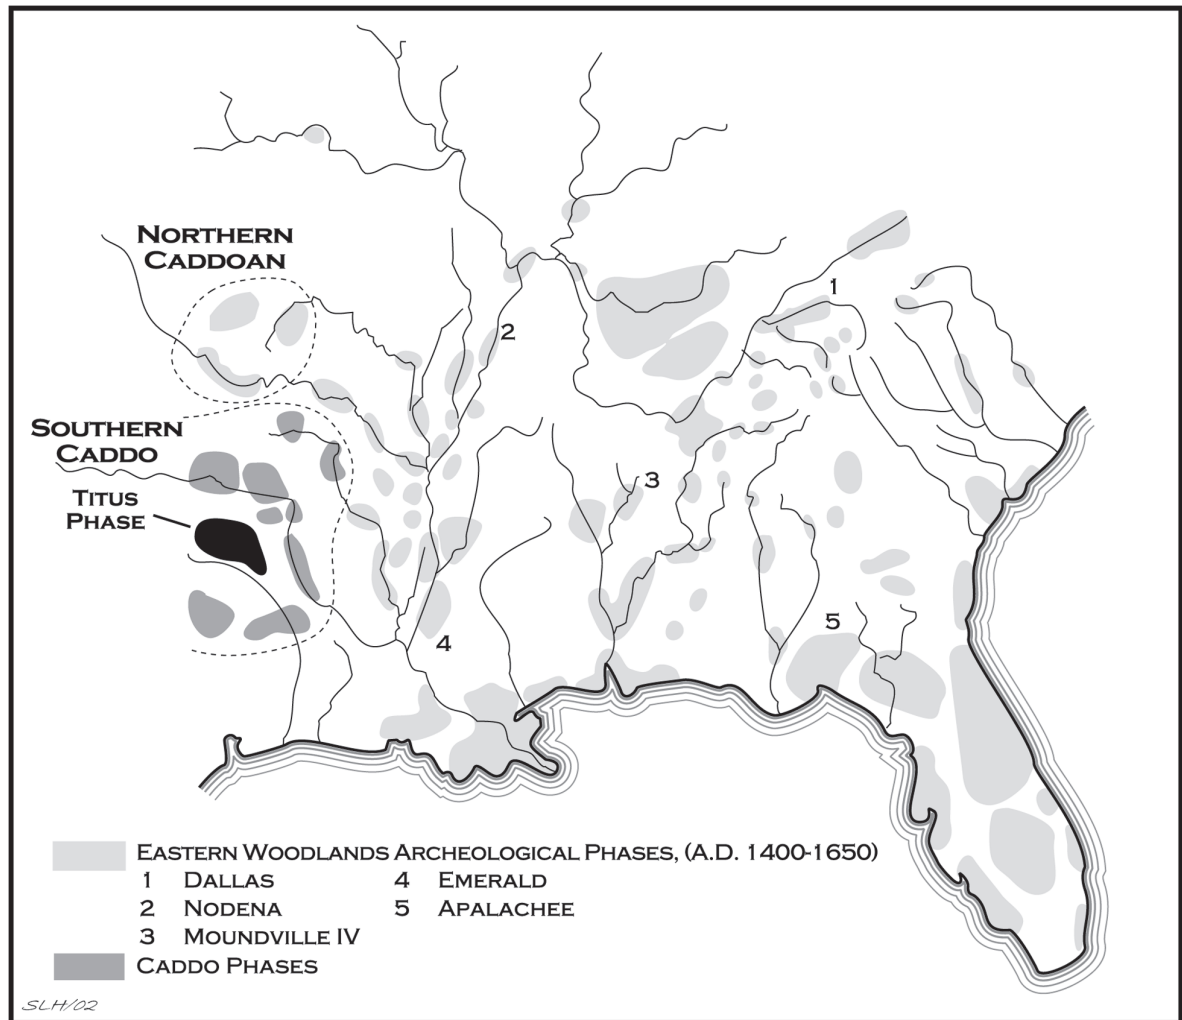 NORTHERN
CADDOAN
SOUTHERN
CADDO
TITUS
PHASE
1
2
3
4
5
EASTERN WOODLANDS ARCHEOLOGICAL PHASES, (A.D. 1400-1650)
1 DALLAS 4 EMERALD
2 NODENA 5 APALACHEE
3 MOUNDVILLE IV
CADDO PHASES
SLH/02